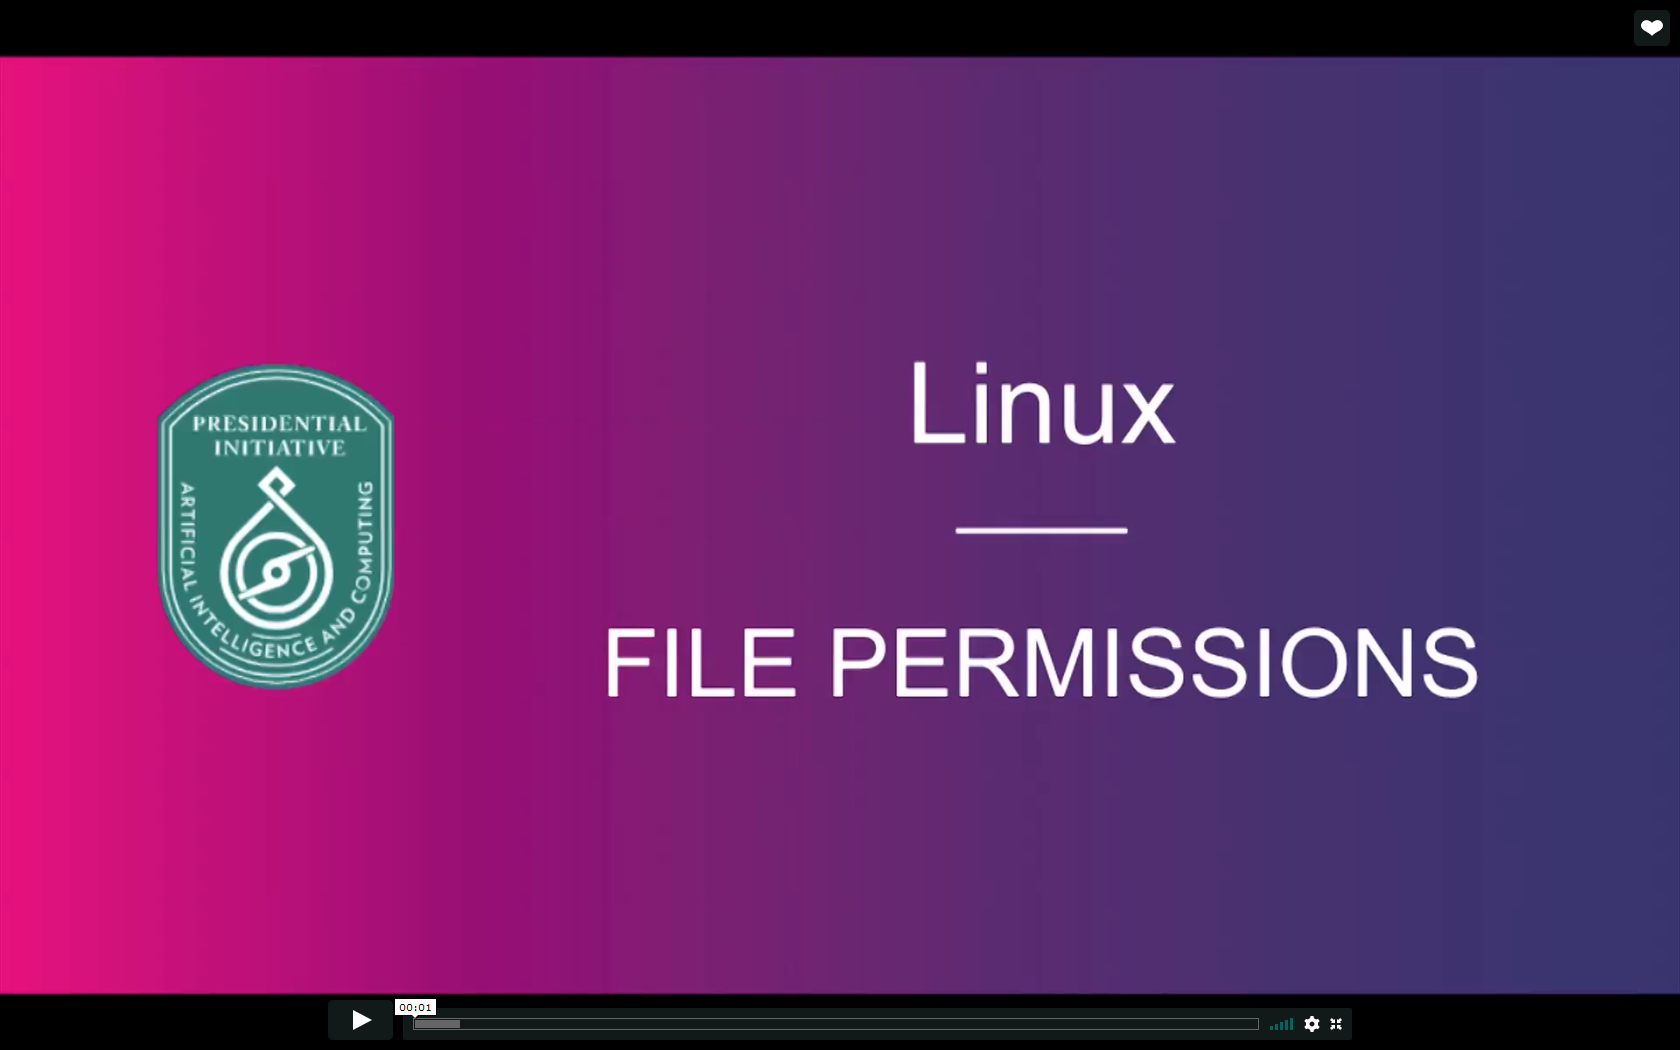 PRESIDENTIAL
INITIATIVE
ARTIFICIAL INTELLIGENCE AND COMPUTING
Linux
FILE PERMISSIONS
00:01